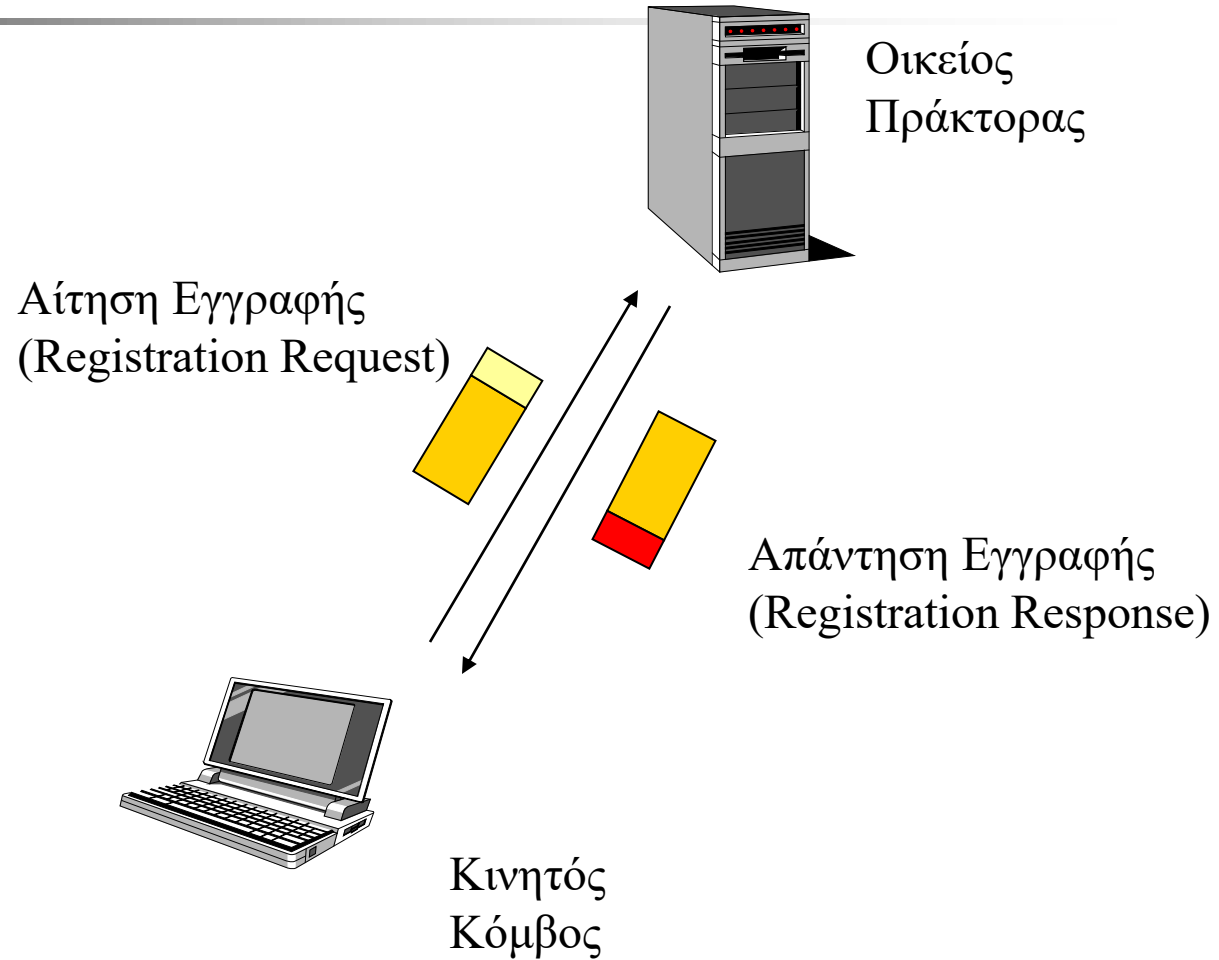 Οικείος
Πράκτορας
Αίτηση Εγγραφής
(Registration Request)
Απάντηση Εγγραφής
(Registration Response)
Κινητός
Κόμβος